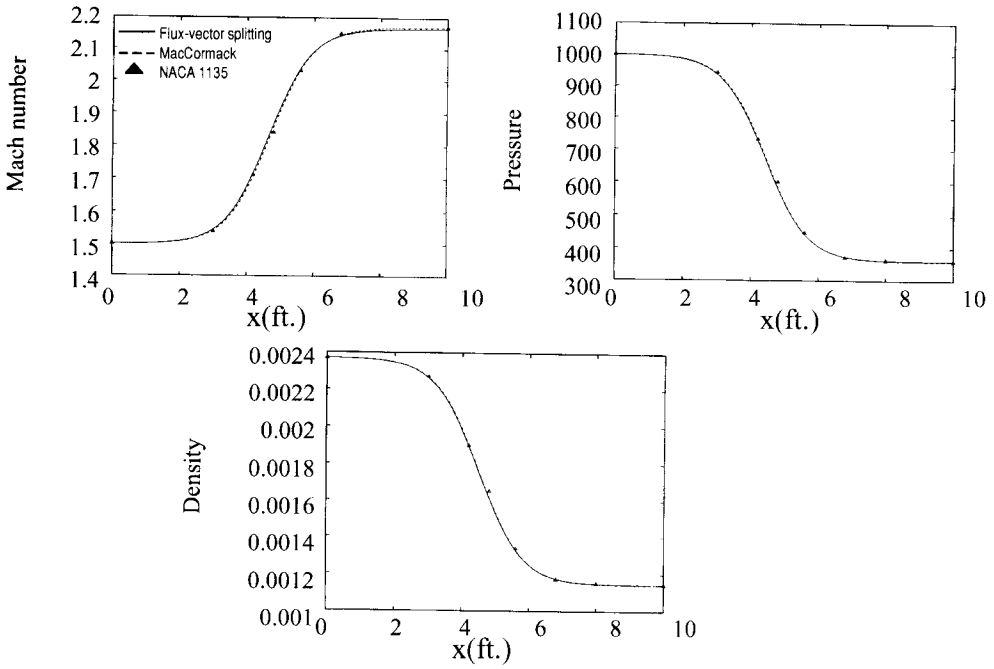 Mach number
2.2
2.1
2
1.9
1.8
1.7
1.6
1.5
1.4
Flux-vector splitting
MacCormack
NACA 1135
0 2 4 6 8 10
x(ft.)
Pressure
1100
1000
900
800
700
600
500
400
300
0 2 4 6 8 10
x(ft.)
Density
0.0024
0.0022
0.002
0.0018
0.0016
0.0014
0.0012
0.001
0 2 4 6 8 10
x(ft.)